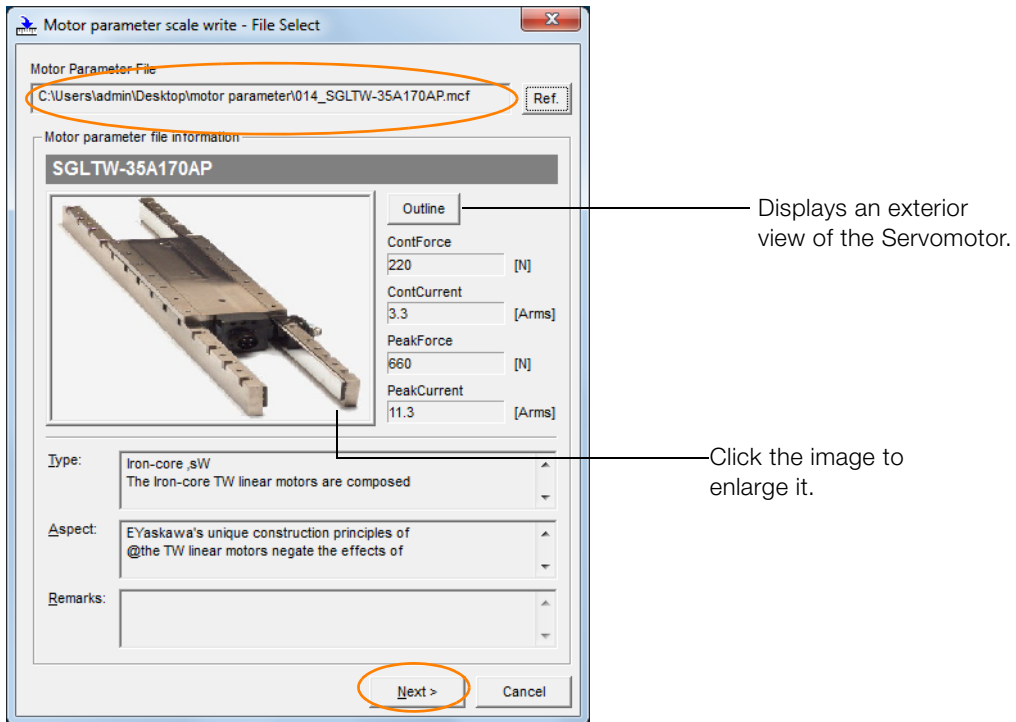 Motor parameter scale write - File Select
Motor Parameter File
C:\Users\admin\Desktop\motor parameter\014_SGLTW-35A170AP.mcf
Ref.
Motor parameter file information
SGLTW-35A170AP
Outline
Displays an exterior
view of the Servomotor.
ContForce
220 [N]
ContCurrent
3.3 [Arms]
PeakForce
660 [N]
PeakCurrent
11.3 [Arms]
Click the image to
enlarge it.
Type:
Iron-core ,sW
The Iron-core TW linear motors are composed
Aspect:
EYaskawa's unique construction principles of
@the TW linear motors negate the effects of
Remarks:
Next >
Cancel